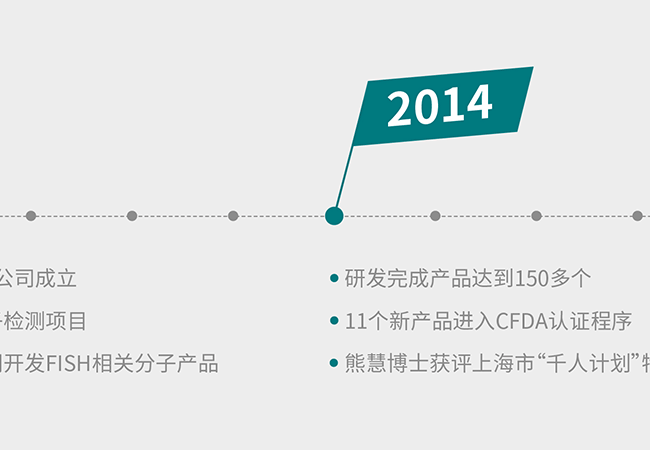 2014
公司成立
检测项目
开发FISH相关分子产品
研发完成产品达到150多个
11个新产品进入CFDA认证程序
熊慧博士获评上海市“千人计划”